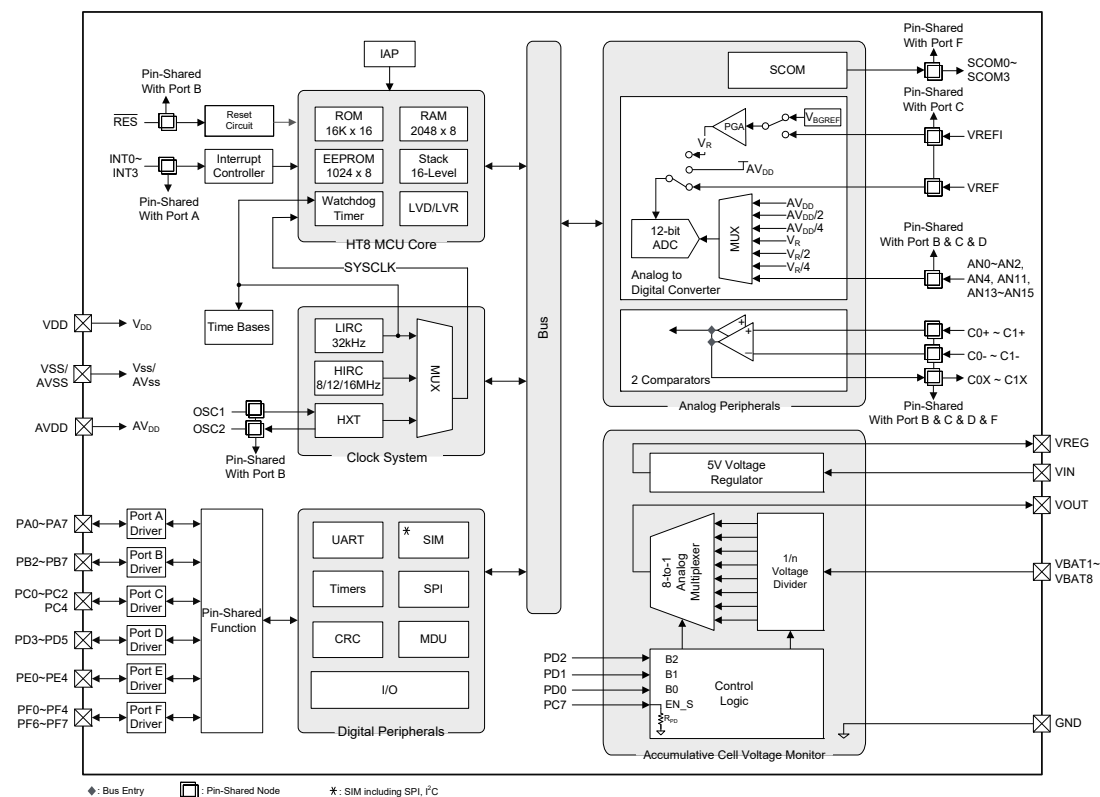 IAP
Pin-Shared
With Port B
RES
Reset
Circuit
INT0~
INT3
Interrupt
Controller
Pin-Shared
With Port A
ROM
16K x 16
RAM
2048 x 8
EEPROM
1024 x 8
Stack
16-Level
Watchdog
Timer
LVD/LVR
HT8 MCU Core
SYSCLK
Time Bases
LIRC
32kHz
HIRC
8/12/16MHz
HXT
MUX
Clock System
OSC1
OSC2
Pin-Shared
With Port B
VDD
VDD
VSS/
AVSS
Vss/
AVss
AVDD
AVDD
PA0~PA7
Port A
Driver
PB2~PB7
Port B
Driver
PC0~PC2
PC4
Port C
Driver
PD3~PD5
Port D
Driver
PE0~PE4
Port E
Driver
PF0~PF4
PF6~PF7
Port F
Driver
Pin-Shared
Function
UART
* SIM
Timers
SPI
CRC
MDU
I/O
Digital Peripherals
Bus
SCOM
Pin-Shared
With Port F
SCOM0~
SCOM3
Pin-Shared
With Port C
PGA
VBGREF
VREFI
VR
AVDD
VREF
12-bit
ADC
MUX
AVDD
AVDD/2
AVDD/4
VR
VR/2
VR/4
Analog to
Digital Converter
Pin-Shared
With Port B & C & D
AN0~AN2,
AN4, AN11,
AN13~AN15
+
+
−
2 Comparators
C0+ ~ C1+
C0- ~ C1-
C0X ~ C1X
Pin-Shared
With Port B & C & D & F
Analog Peripherals
5V Voltage
Regulator
VREG
VIN
VOUT
8-to-1
Analog
Multiplexer
1/n
Voltage
Divider
VBAT1~
VBAT8
PD2
PD1
PD0
PC7
B2
B1
B0
EN_S
RPD
Control
Logic
GND
Accumulative Cell Voltage Monitor
: Bus Entry
: Pin-Shared Node
* : SIM including SPI, I²C